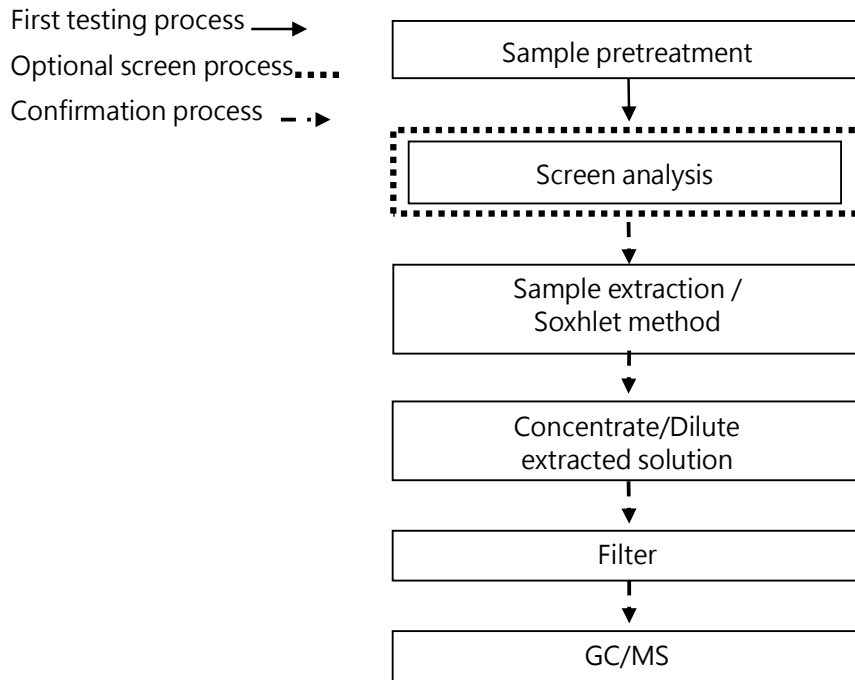 First testing process
Optional screen process
Confirmation process
Sample pretreatment
Screen analysis
Sample extraction /
Soxhlet method
Concentrate/Dilute
extracted solution
Filter
GC/MS